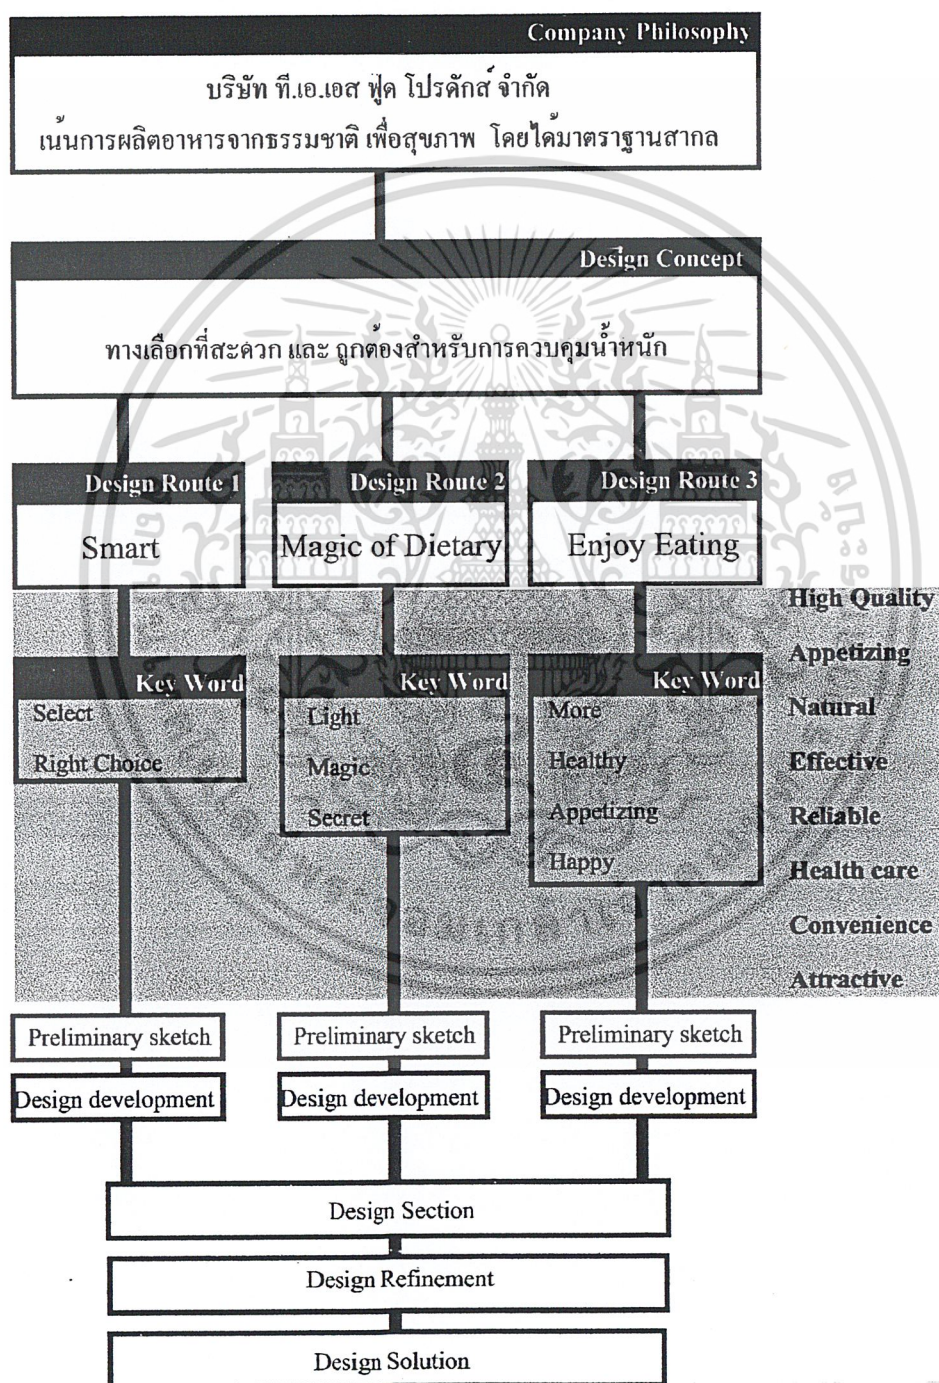 Company Philosophy
บริษัท ที.เอ.เอส ฟู้ด โปรดักส์ จำกัด
เน้นการผลิตอาหารจากธรรมชาติ เพื่อสุขภาพ โดยได้มาตราฐานสากล
Design Concept
ทางเลือกที่สะดวก และ ถูกต้องสำหรับการควบคุมน้ำหนัก
Design Route 1
Smart
Design Route 2
Magic of Dietary
Design Route 3
Enjoy Eating
Key Word
Select
Right Choice
Key Word
Light
Magic
Secret
Key Word
More
Healthy
Appetizing
Happy
High Quality
Appetizing
Natural
Effective
Reliable
Health care
Convenience
Attractive
Preliminary sketch
Preliminary sketch
Preliminary sketch
Design development
Design development
Design development
Design Section
Design Refinement
Design Solution